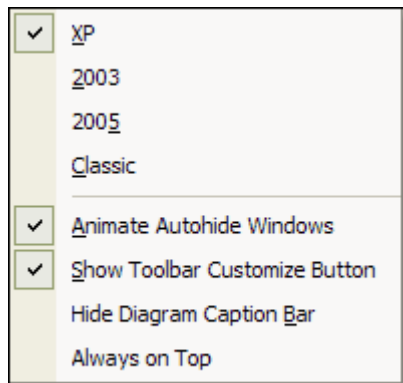 XP
2003
2005
Classic
Animate Autohide Windows
Show Toolbar Customize Button
Hide Diagram Caption Bar
Always on Top